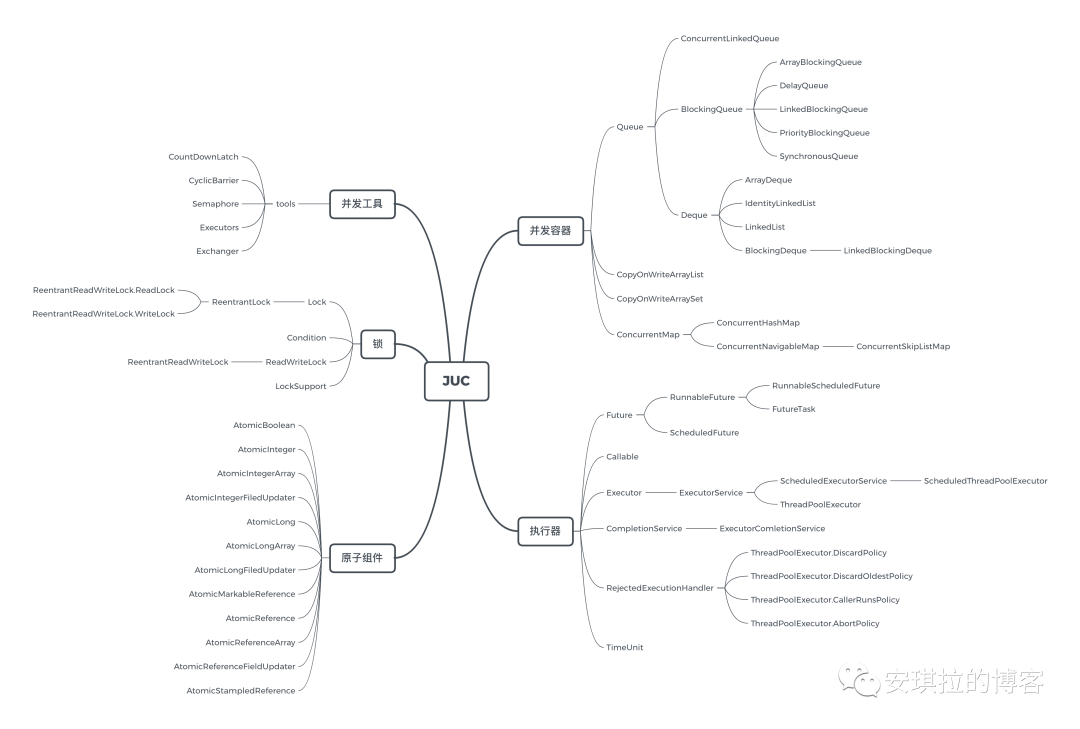 JUC
并发工具
tools
CountDownLatch
CyclicBarrier
Semaphore
Executors
Exchanger
锁
Lock
ReentrantLock
ReentrantReadWriteLock.ReadLock
ReentrantReadWriteLock.WriteLock
Condition
ReadWriteLock
ReentrantReadWriteLock
LockSupport
原子组件
AtomicBoolean
AtomicInteger
AtomicIntegerArray
AtomicIntegerFiledUpdater
AtomicLong
AtomicLongArray
AtomicLongFiledUpdater
AtomicMarkableReference
AtomicReference
AtomicReferenceArray
AtomicReferenceFieldUpdater
AtomicStampedReference
并发容器
Queue
ConcurrentLinkedQueue
BlockingQueue
ArrayBlockingQueue
DelayQueue
LinkedBlockingQueue
PriorityBlockingQueue
SynchronousQueue
Deque
ArrayDeque
IdentityLinkedList
LinkedList
BlockingDeque
LinkedBlockingDeque
CopyOnWriteArrayList
CopyOnWriteArraySet
ConcurrentMap
ConcurrentHashMap
ConcurrentNavigableMap
ConcurrentSkipListMap
执行器
Future
RunnableFuture
RunnableScheduledFuture
FutureTask
ScheduledFuture
Callable
Executor
ExecutorService
ScheduledExecutorService
ScheduledThreadPoolExecutor
ThreadPoolExecutor
CompletionService
ExecutorComletionService
RejectedExecutionHandler
ThreadPoolExecutor.DiscardPolicy
ThreadPoolExecutor.DiscardOldestPolicy
ThreadPoolExecutor.CallerRunsPolicy
ThreadPoolExecutor.AbortPolicy
TimeUnit
安琪拉的博客